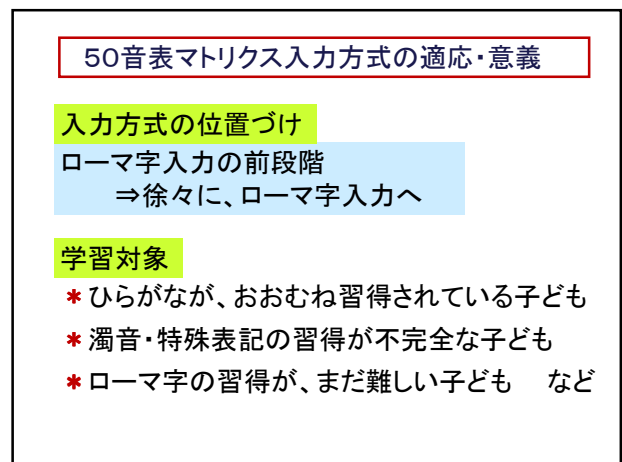 50音表マトリクス入力方式の適応・意義
入力方式の位置づけ
ローマ字入力の前段階
⇒徐々に、ローマ字入力へ
学習対象
＊ひらがなが、おおむね習得されている子ども
＊濁音・特殊表記の習得が不完全な子ども
＊ローマ字の習得が、まだ難しい子ども　など